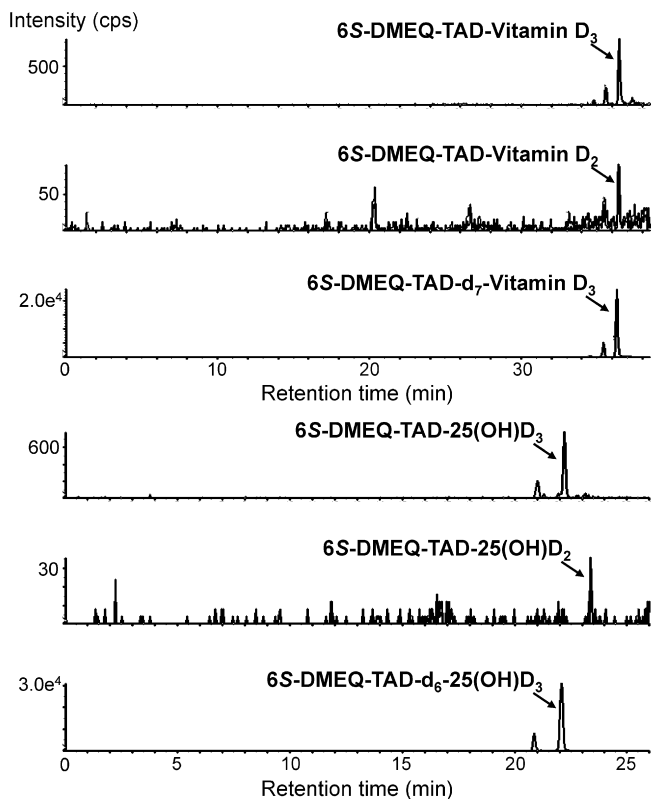 Intensity (cps)
6S-DMEQ-TAD-Vitamin D3
500
6S-DMEQ-TAD-Vitamin D2
50
6S-DMEQ-TAD-d7-Vitamin D3
2.0e4
0 10 20 30
Retention time (min)
6S-DMEQ-TAD-25(OH)D3
600
6S-DMEQ-TAD-25(OH)D2
30
6S-DMEQ-TAD-d6-25(OH)D3
3.0e4
0 5 10 15 20 25
Retention time (min)